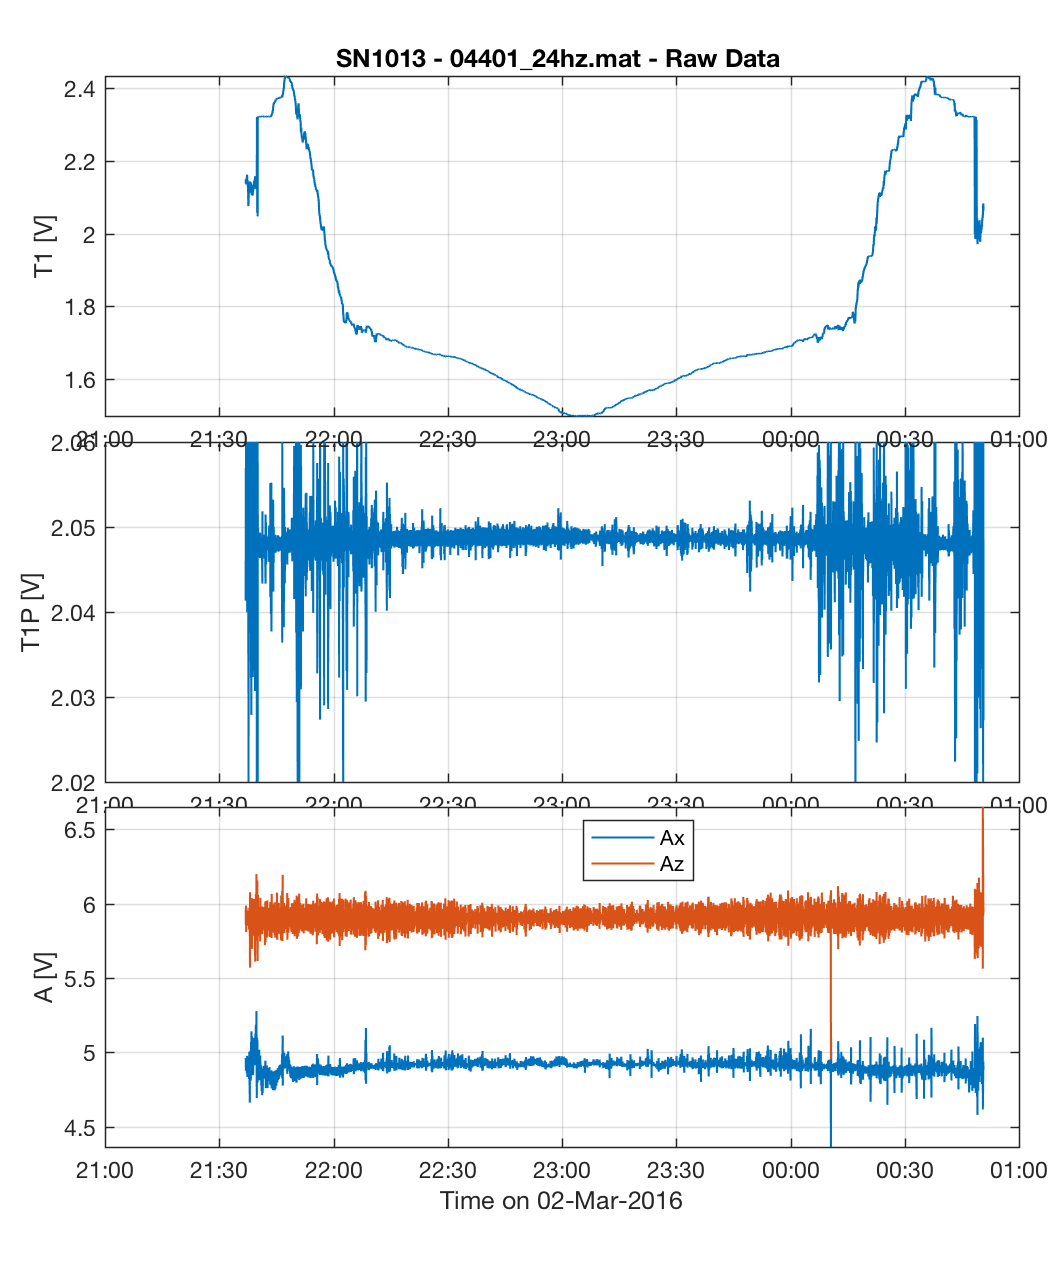 SN1013 - 04401_24hz.mat - Raw Data
2.4
2.2
2
1.8
1.6
T1 [V]
21:00 21:30 22:00 22:30 23:00 23:30 00:00 00:30 01:00
2.06
2.05
2.04
2.03
2.02
T1P [V]
21:00 21:30 22:00 22:30 23:00 23:30 00:00 00:30 01:00
6.5
6
5.5
5
4.5
A [V]
Ax
Az
21:00 21:30 22:00 22:30 23:00 23:30 00:00 00:30 01:00
Time on 02-Mar-2016